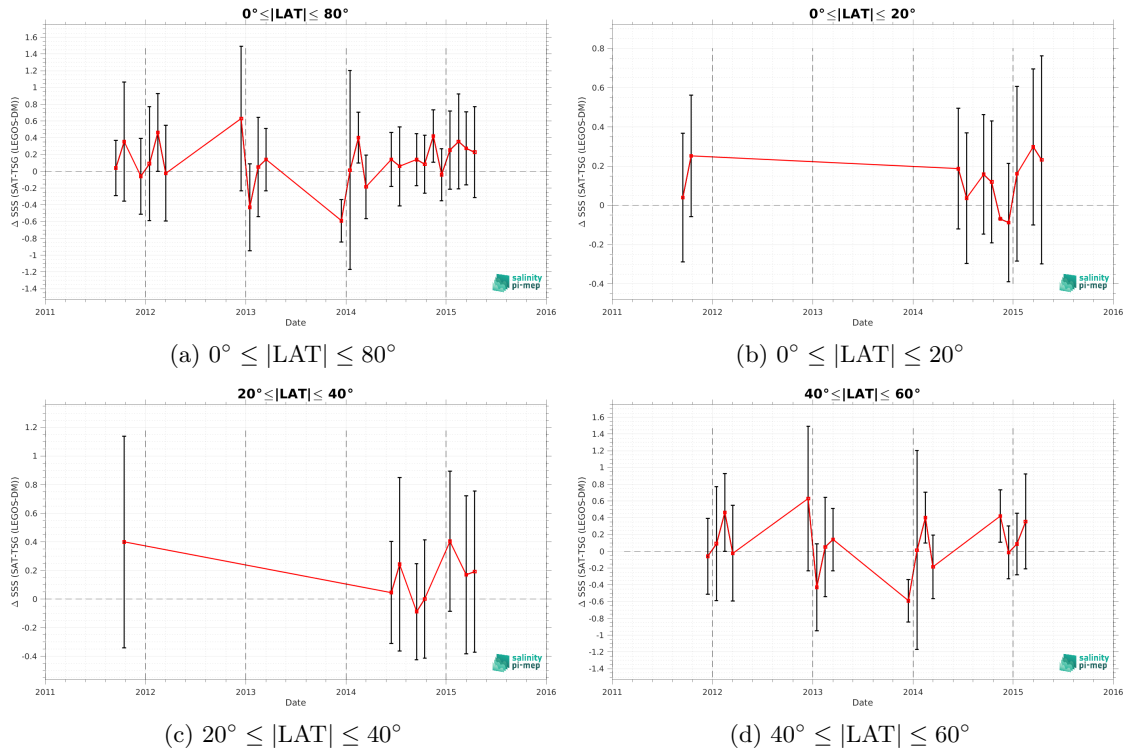 0°≤|LAT|≤ 80°
Δ SSS (SAT-TSG (LEGOS-DM))
1.6
1.4
1.2
1
0.8
0.6
0.4
0.2
0
-0.2
-0.4
-0.6
-0.8
-1
-1.2
-1.4
2011 2012 2013 2014 2015 2016
Date
salinity
pi-mep
(a) 0° ≤ |LAT| ≤ 80°
0°≤|LAT|≤ 20°
Δ SSS (SAT-TSG (LEGOS-DM))
0.8
0.6
0.4
0.2
0
-0.2
-0.4
2011 2012 2013 2014 2015 2016
Date
salinity
pi-mep
(b) 0° ≤ |LAT| ≤ 20°
20°≤|LAT|≤ 40°
Δ SSS (SAT-TSG (LEGOS-DM))
1.2
1
0.8
0.6
0.4
0.2
0
-0.2
-0.4
2011 2012 2013 2014 2015 2016
Date
salinity
pi-mep
(c) 20° ≤ |LAT| ≤ 40°
40°≤|LAT|≤ 60°
Δ SSS (SAT-TSG (LEGOS-DM))
1.6
1.4
1.2
1
0.8
0.6
0.4
0.2
0
-0.2
-0.4
-0.6
-0.8
-1
-1.2
-1.4
2011 2012 2013 2014 2015 2016
Date
salinity
pi-mep
(d) 40° ≤ |LAT| ≤ 60°